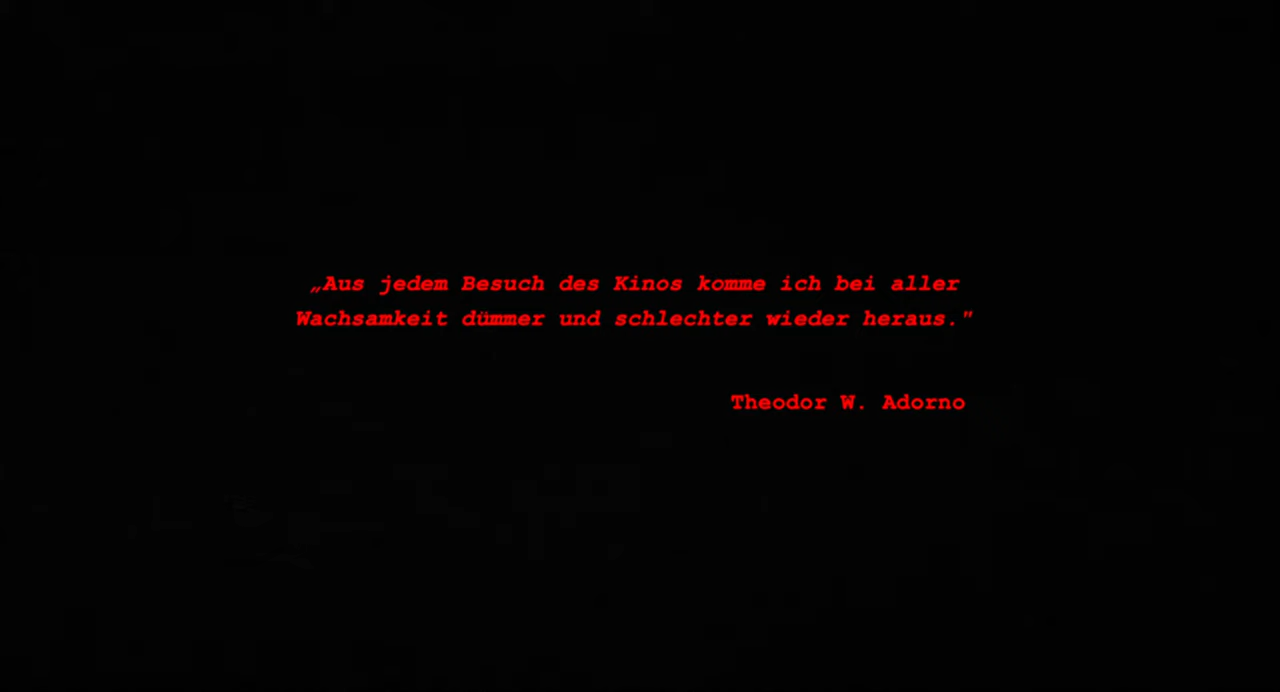 „Aus jedem Besuch des Kinos komme ich bei aller
Wachsamkeit dümmer und schlechter wieder heraus."
Theodor W. Adorno